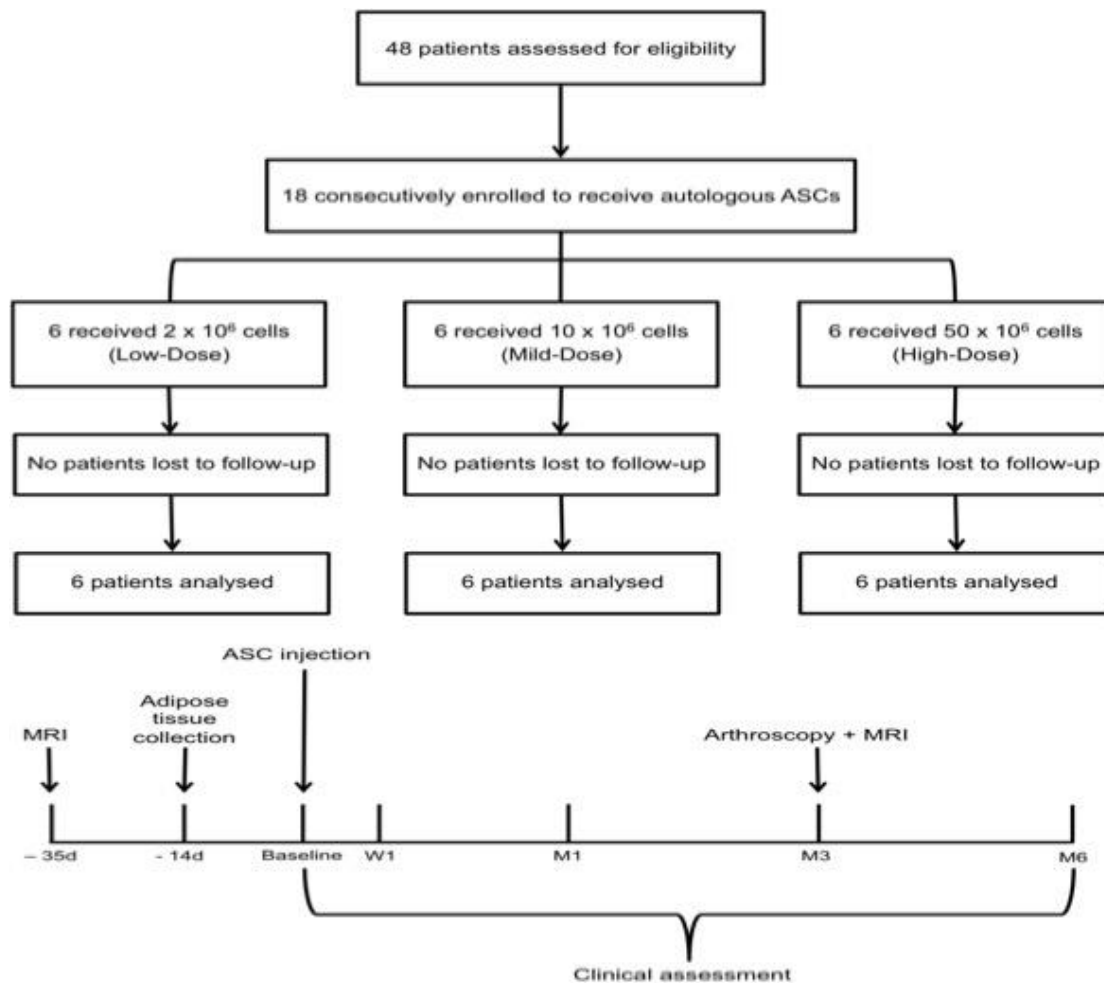 48 patients assessed for eligibility
18 consecutively enrolled to receive autologous ASCs
6 received 2 x 10⁶ cells
(Low-Dose)
6 received 10 x 10⁶ cells
(Mild-Dose)
6 received 50 x 10⁶ cells
(High-Dose)
No patients lost to follow-up
No patients lost to follow-up
No patients lost to follow-up
6 patients analysed
6 patients analysed
6 patients analysed
ASC injection
Adipose
tissue
collection
MRI
Arthroscopy + MRI
– 35d
- 14d
Baseline
W1
M1
M3
M6
Clinical assessment